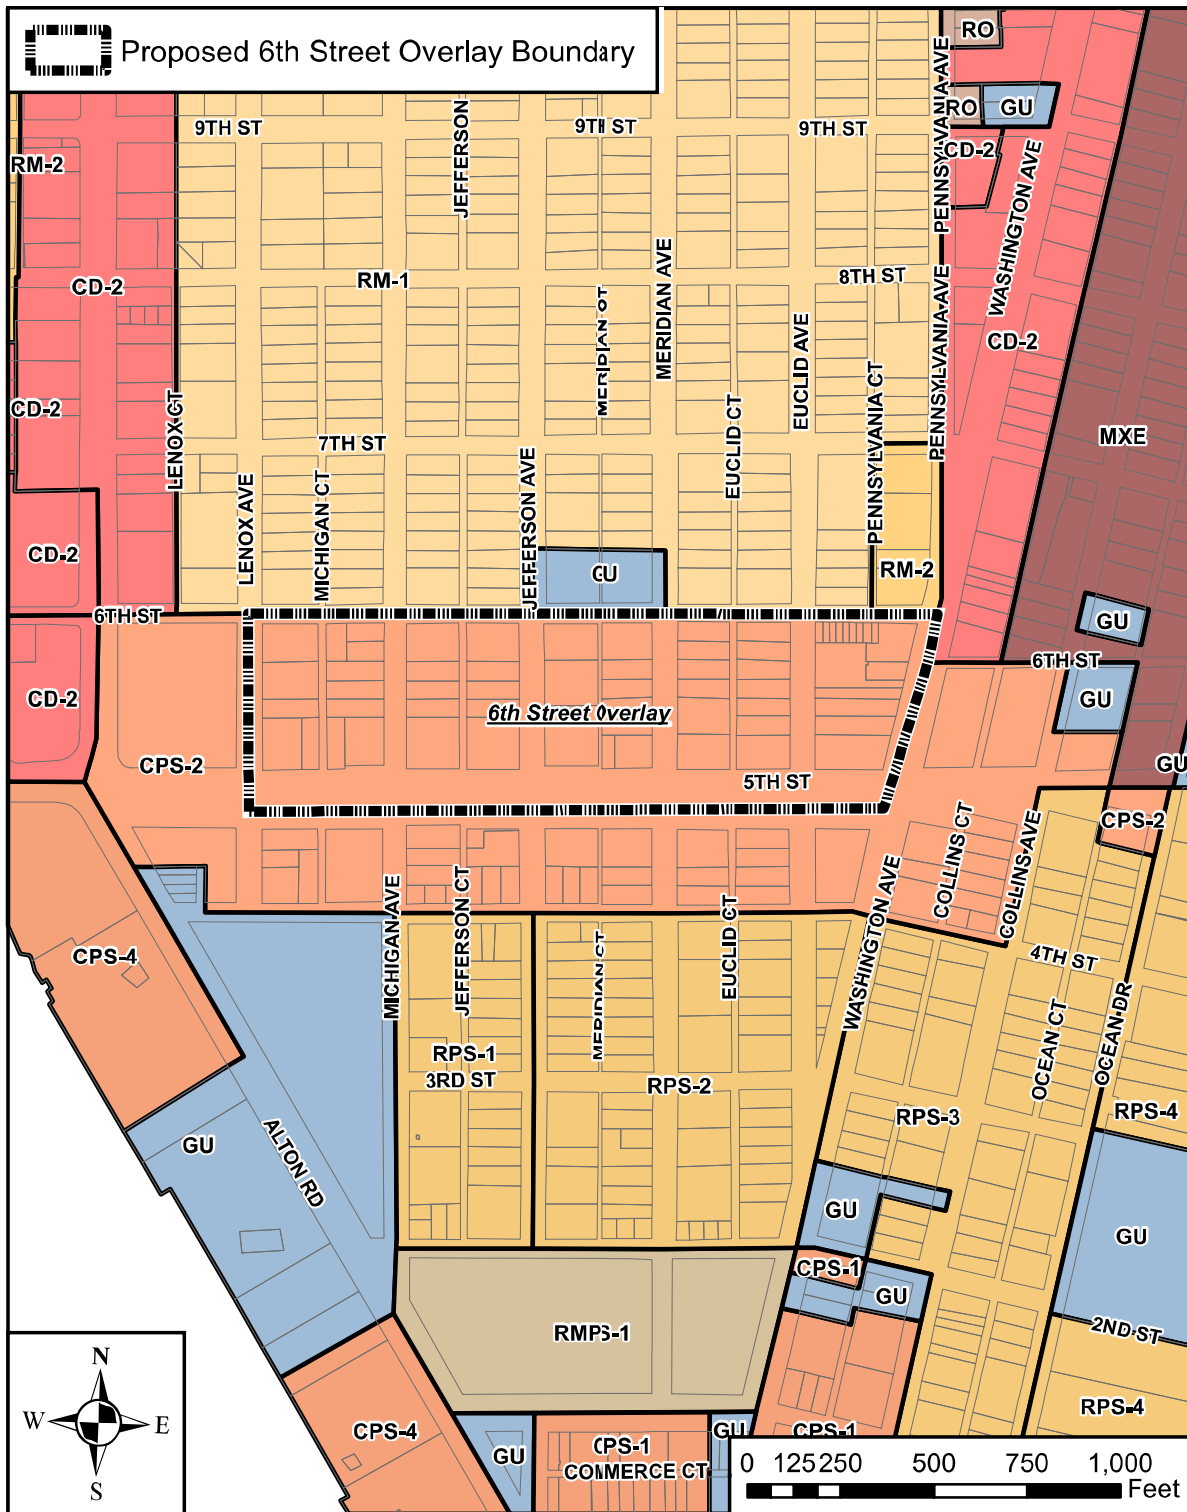 Proposed 6th Street Overlay Boundary
RO
RO
GU
9TH ST
9TH ST
9TH ST
JEFFERSON
PENNSYLVANIA AVE
CD-2
RM-2
WASHINGTON AVE
CD-2
RM-1
8TH ST
MERIDIAN CT
MERIDIAN AVE
EUCLID AVE
PENNSYLVANIA AVE
CD-2
CD-2
LENOX CT
EUCLID CT
PENNSYLVANIA CT
MXE
7TH ST
LENOX AVE
MICHIGAN CT
JEFFERSON AVE
CD-2
GU
RM-2
6TH ST
GU
6TH ST
CD-2
6th Street Overlay
GU
CPS-2
5TH ST
GU
CPS-2
COLLINS CT
COLLINS AVE
WASHINGTON AVE
MICHIGAN AVE
JEFFERSON CT
MERIDIAN CT
EUCLID CT
CPS-4
4TH ST
OCEAN CT
OCEAN DR
RPS-1
3RD ST
RPS-2
RPS-3
RPS-4
GU
ALTON RD
GU
GU
CPS-1
GU
RMPS-1
2ND ST
N
W
E
S
CPS-4
RPS-4
GU
CPS-1
COMMERCE CT
GU
CPS-1
0 125 250 500 750 1,000
Feet